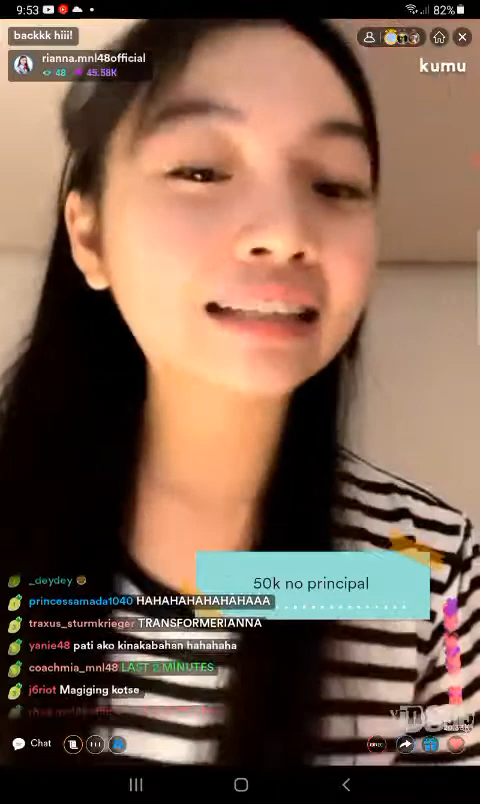 9:53
82%
backkk hiii!
rianna.mnl48official
48 45.58K
kumu
50k no principal
_deydey
princessamada1040 HAHAHAHAHAHAHAAA
traxus_sturmkrieger TRANSFORMERIANNA
yanie48 pati ako kinakabahan hahahaha
coachmia_mnl48 LAST 2 MINUTES
j6riot Magiging kotse
Chat